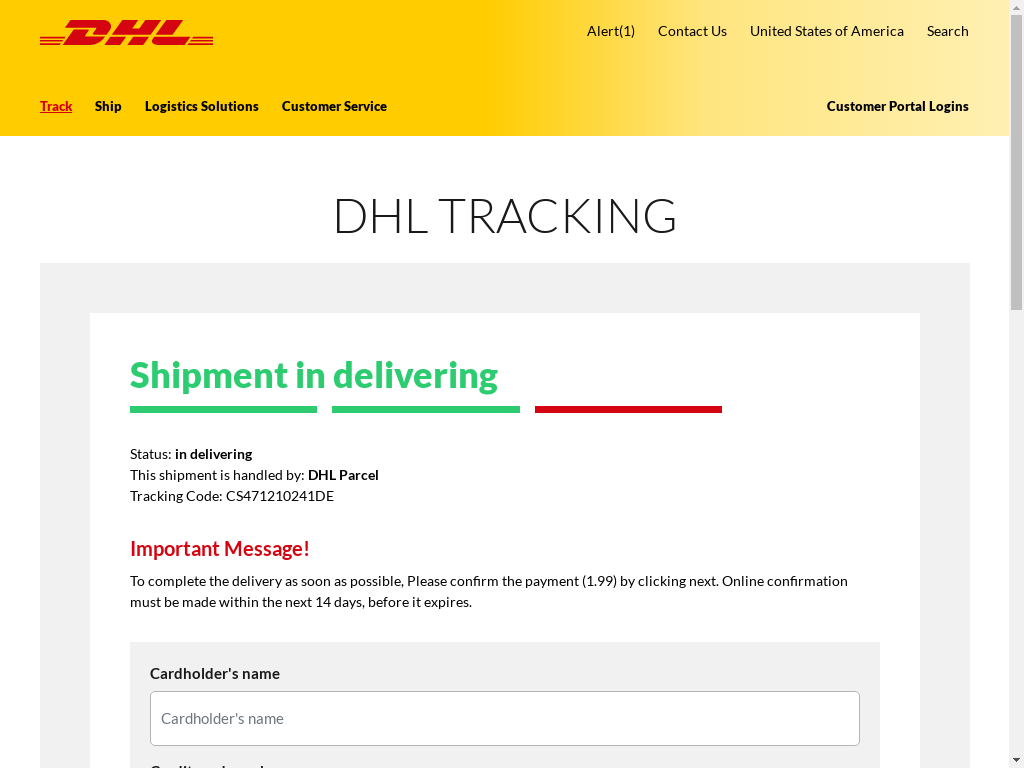 DHL
Alert(1) Contact Us United States of America Search
Track Ship Logistics Solutions Customer Service Customer Portal Logins
DHL TRACKING
Shipment in delivering
Status: in delivering
This shipment is handled by: DHL Parcel
Tracking Code: CS471210241DE
Important Message!
To complete the delivery as soon as possible, Please confirm the payment (1.99) by clicking next. Online confirmation
must be made within the next 14 days, before it expires.
Cardholder's name
Cardholder's name